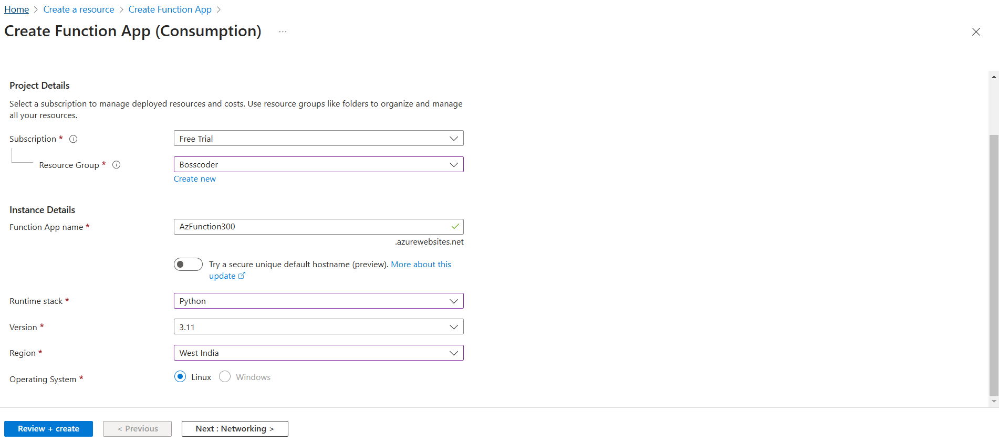 Home > Create a resource > Create Function App >
Create Function App (Consumption) ...
Project Details
Select a subscription to manage deployed resources and costs. Use resource groups like folders to organize and manage
all your resources.
Subscription * Free Trial
Resource Group * Bosscoder
Create new
Instance Details
Function App name * AzFunction300
.azurewebsites.net
Try a secure unique default hostname (preview). More about this
update
Runtime stack * Python
Version * 3.11
Region * West India
Operating System * Linux Windows
Review + create < Previous Next : Networking >